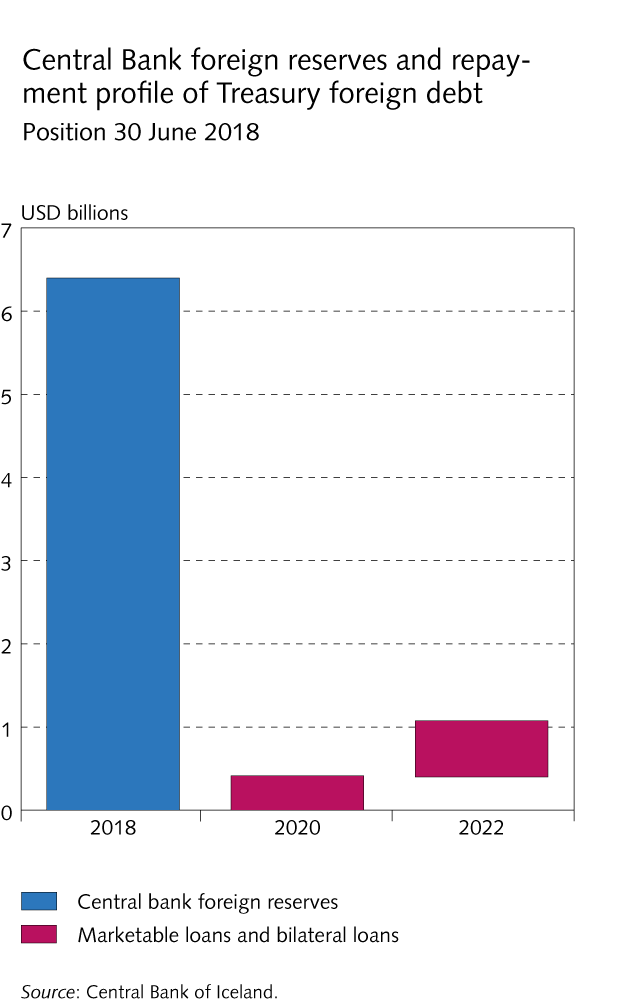 Central Bank foreign reserves and repay-
ment profile of Treasury foreign debt
Position 30 June 2018
USD billions
7
6
5
4
3
2
1
0
2018 2020 2022
Central bank foreign reserves
Marketable loans and bilateral loans
Source: Central Bank of Iceland.